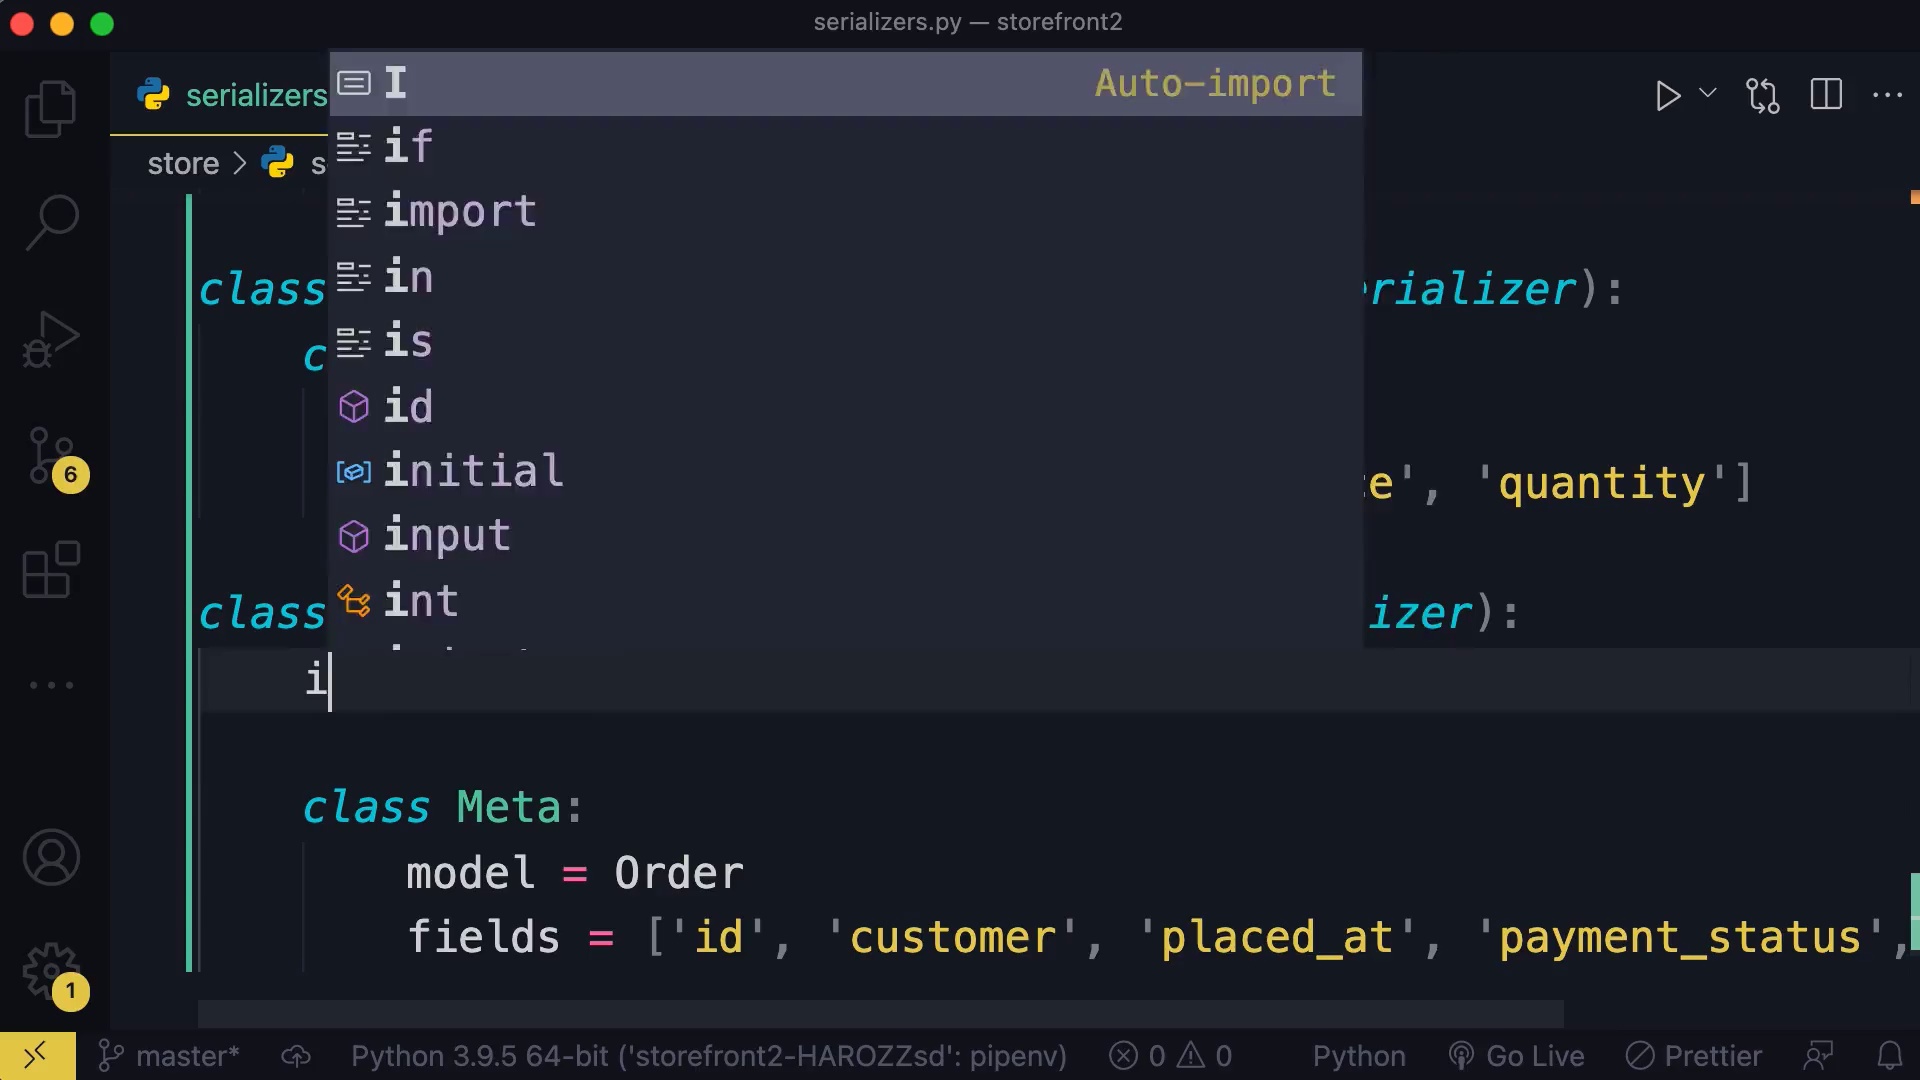 serializers.py — storefront2
serializers
I Auto-import
if
import
in
is
id
initial
input
int
store > s
class erializer):
c
e', 'quantity']
class izer):
i
class Meta:
model = Order
fields = ['id', 'customer', 'placed_at', 'payment_status',
6
1
master* Python 3.9.5 64-bit ('storefront2-HAROZZsd': pipenv) 0 0 Python Go Live Prettier